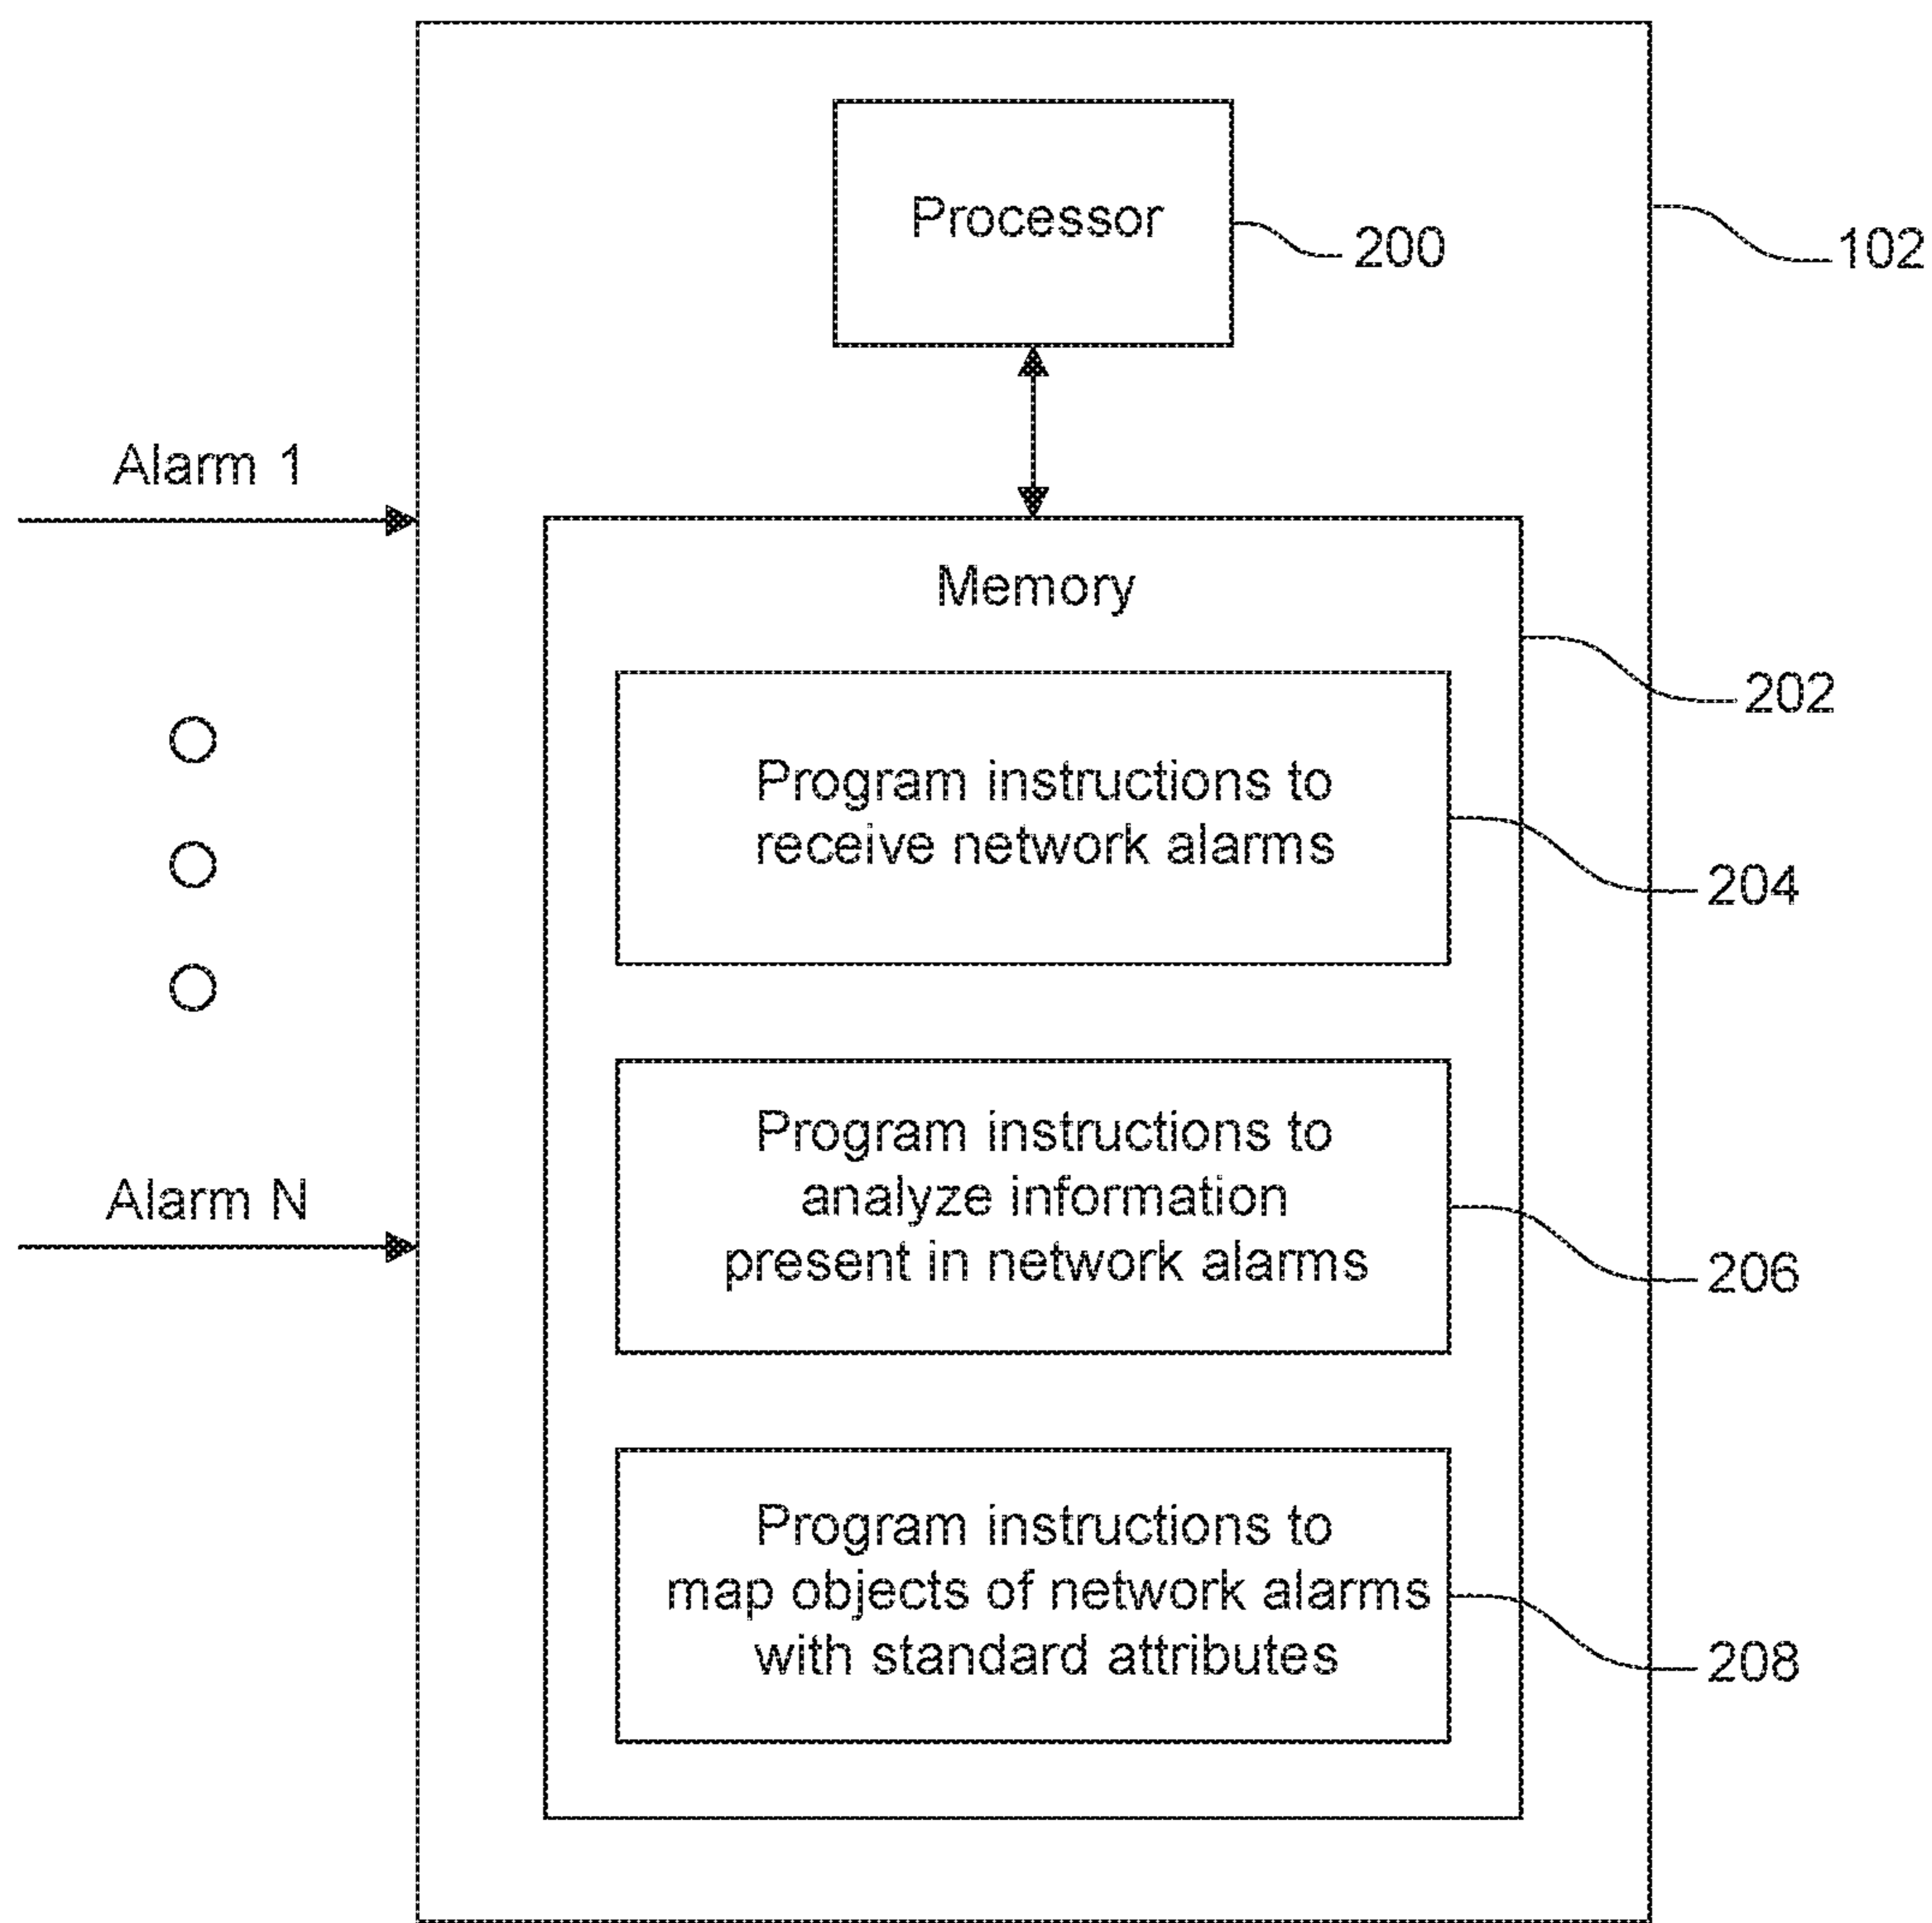 Processor
200
102
Alarm 1
Memory
202
Program instructions to
receive network alarms
204
Program instructions to
analyze information
present in network alarms
Alarm N
206
Program instructions to
map objects of network alarms
with standard attributes
208